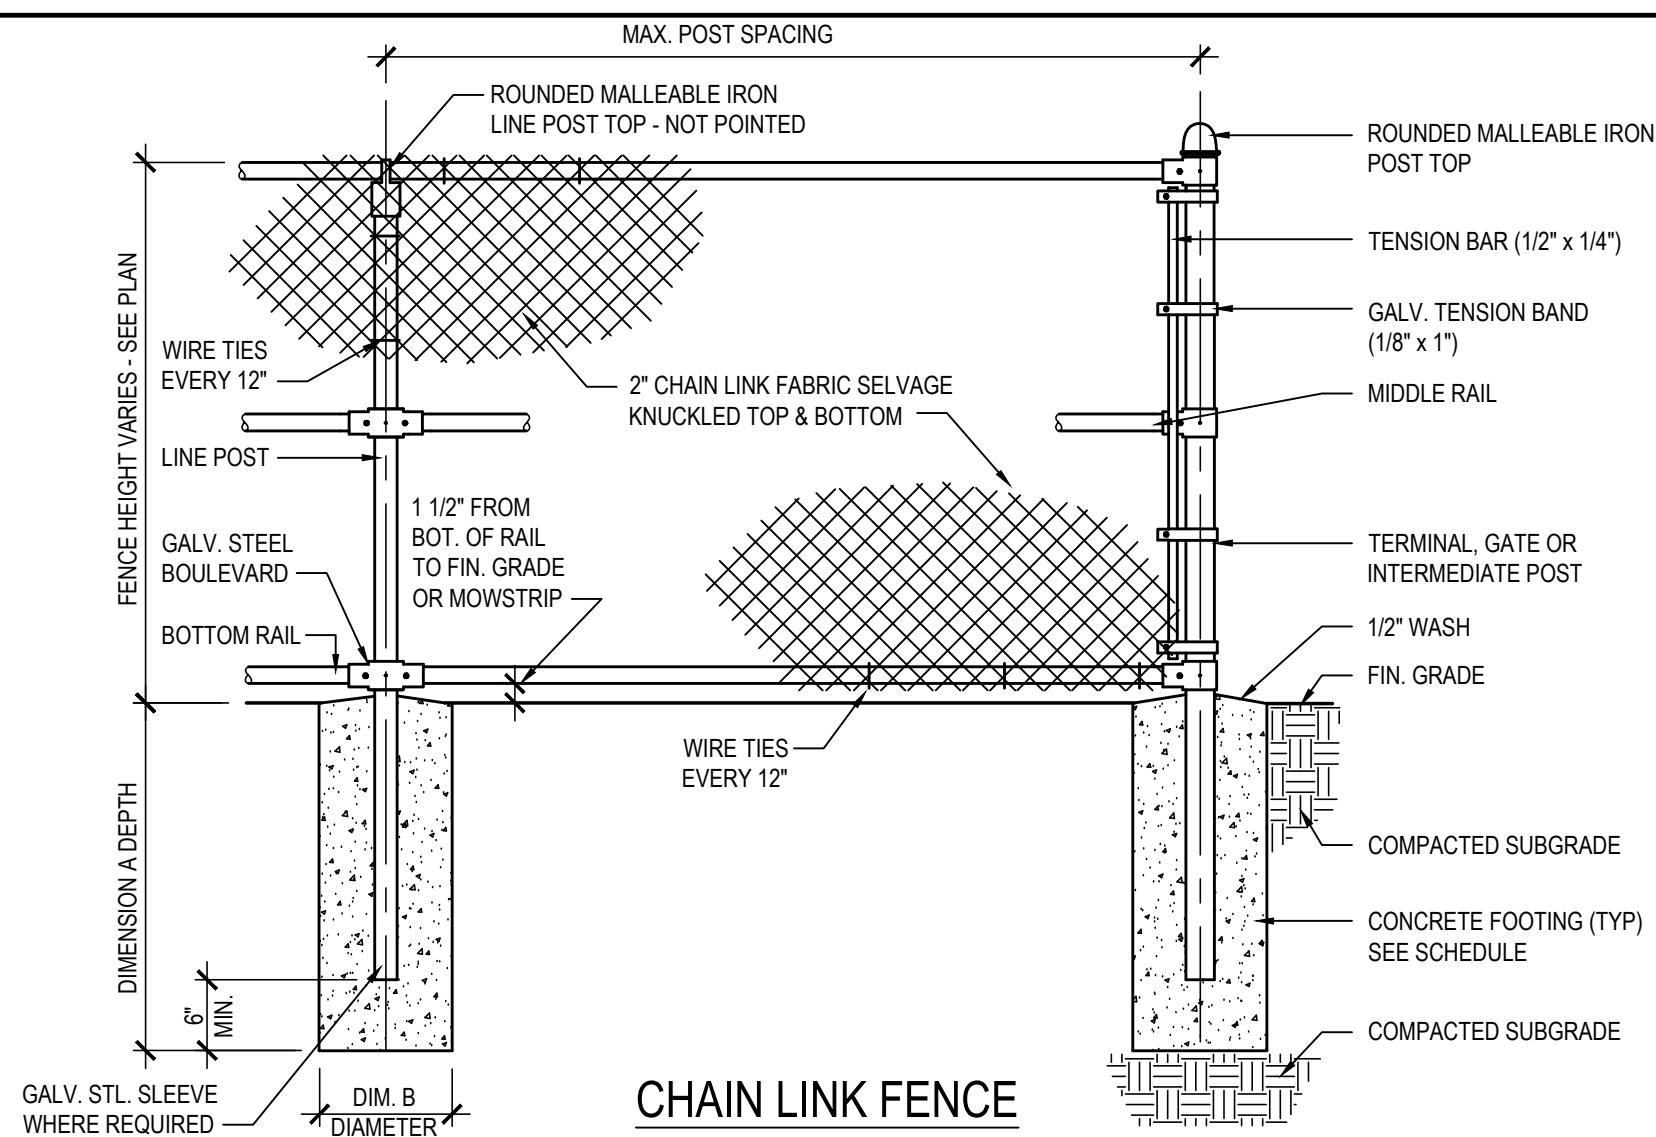 MAX. POST SPACING
ROUNDED MALLEABLE IRON
LINE POST TOP - NOT POINTED
ROUNDED MALLEABLE IRON
POST TOP
TENSION BAR (1/2" x 1/4")
GALV. TENSION BAND
(1/8" x 1")
MIDDLE RAIL
FENCE HEIGHT VARIES - SEE PLAN
WIRE TIES
EVERY 12"
2" CHAIN LINK FABRIC SELVAGE
KNUCKLED TOP & BOTTOM
LINE POST
1 1/2" FROM
BOT. OF RAIL
TO FIN. GRADE
OR MOWSTRIP
GALV. STEEL
BOULEVARD
BOTTOM RAIL
TERMINAL, GATE OR
INTERMEDIATE POST
1/2" WASH
FIN. GRADE
WIRE TIES
EVERY 12"
DIMENSION A DEPTH
COMPACTED SUBGRADE
CONCRETE FOOTING (TYP)
SEE SCHEDULE
6"
MIN.
COMPACTED SUBGRADE
GALV. STL. SLEEVE
WHERE REQUIRED
DIM. B
DIAMETER
CHAIN LINK FENCE